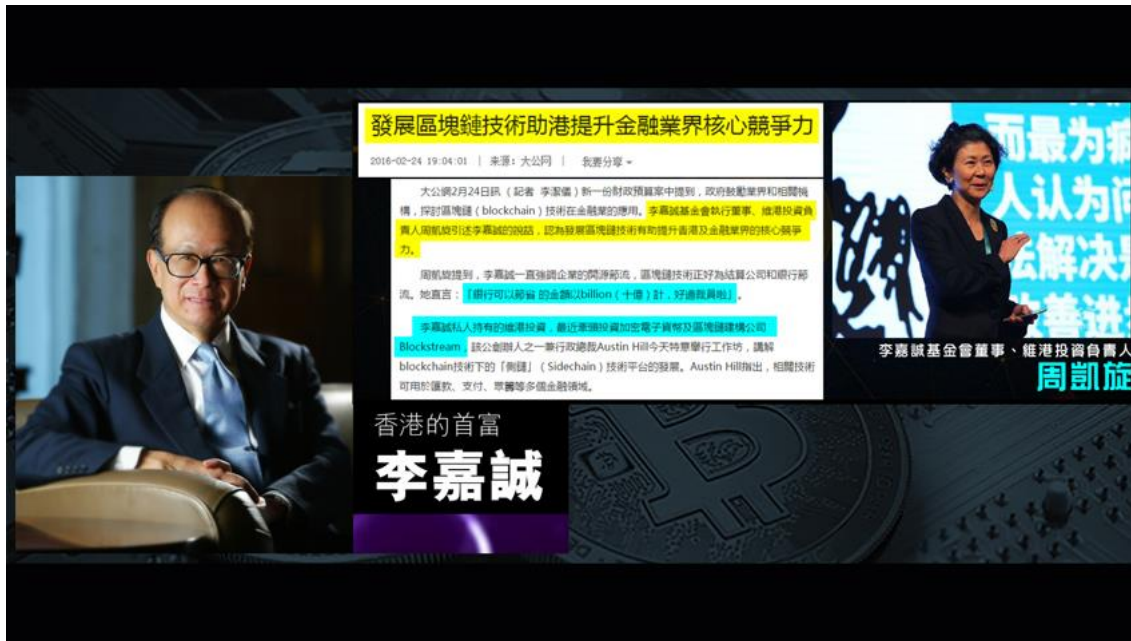 發展區塊鏈技術助港提升金融業界核心競爭力
2016-02-24 19:04:01 | 来源:大公网 | 我要分享
大公網2月24日訊(記者 李潔儀)新一份財政預算案中提到,政府鼓勵業界和相關機
構,探討區塊鏈(blockchain)技術在金融業的應用。李嘉誠基金會執行董事、維港投資負
責人周凱旋引述李嘉誠的說話,認為發展區塊鏈技術有助提升香港及金融業界的核心競爭
力。
周凱旋提到,李嘉誠一直強調企業的開源節流,區塊鏈技術正好為結算公司和銀行節
流。她直言:「銀行可以節省的金額以billion(十億)計,好過裁員啦」。
李嘉誠私人持有的維港投資,最近牽頭投資加密電子貨幣及區塊鏈建構公司
Blockstream,該公創辦人之一兼行政總裁Austin Hill今天特意舉行工作坊,講解
blockchain技術下的「側鏈」(Sidechain)技術平台的發展。Austin Hill指出,相關技術
可用於匯款、支付、眾籌等多個金融領域。
香港的首富
李嘉誠
而最为
人认为问
法解决
改善进
李嘉誠基金會董事、維港投資負責人
周凱旋